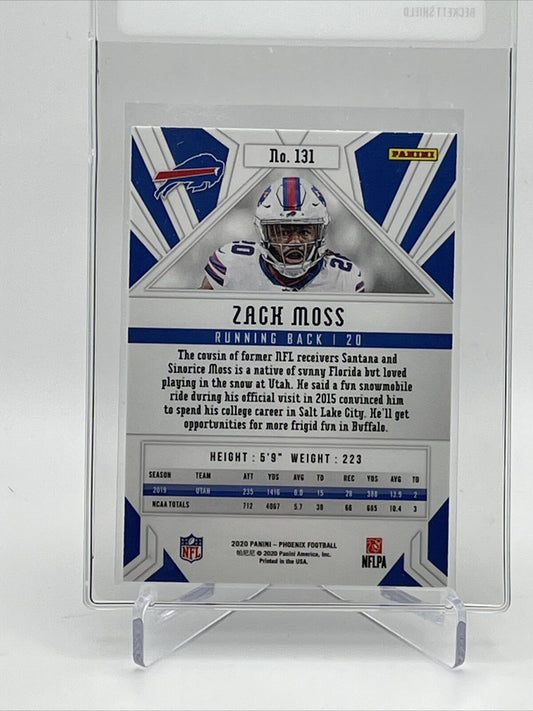 BECKETT SHIELD
No. 131
PANINI
20 20
ZACK MOSS
RUNNING BACK | 20
The cousin of former NFL receivers Santana and
Sinorice Moss is a native of sunny Florida but loved
playing in the snow at Utah. He said a fun snowmobile
ride during his official visit in 2015 convinced him
to spend his college career in Salt Lake City. He'll get
opportunities for more frigid fun in Buffalo.
HEIGHT : 5'9" WEIGHT : 223
SEASON TEAM ATT YDS AVG TD REC YDS AVG TD
2019 UTAH 235 1416 6.0 15 28 388 13.9 2
NCAA TOTALS 712 4067 5.7 38 66 685 10.4 3
NFL
2020 PANINI – PHOENIX FOOTBALL
帕尼尼 © 2020 Panini America, Inc.
Printed in the USA.
NFLPA